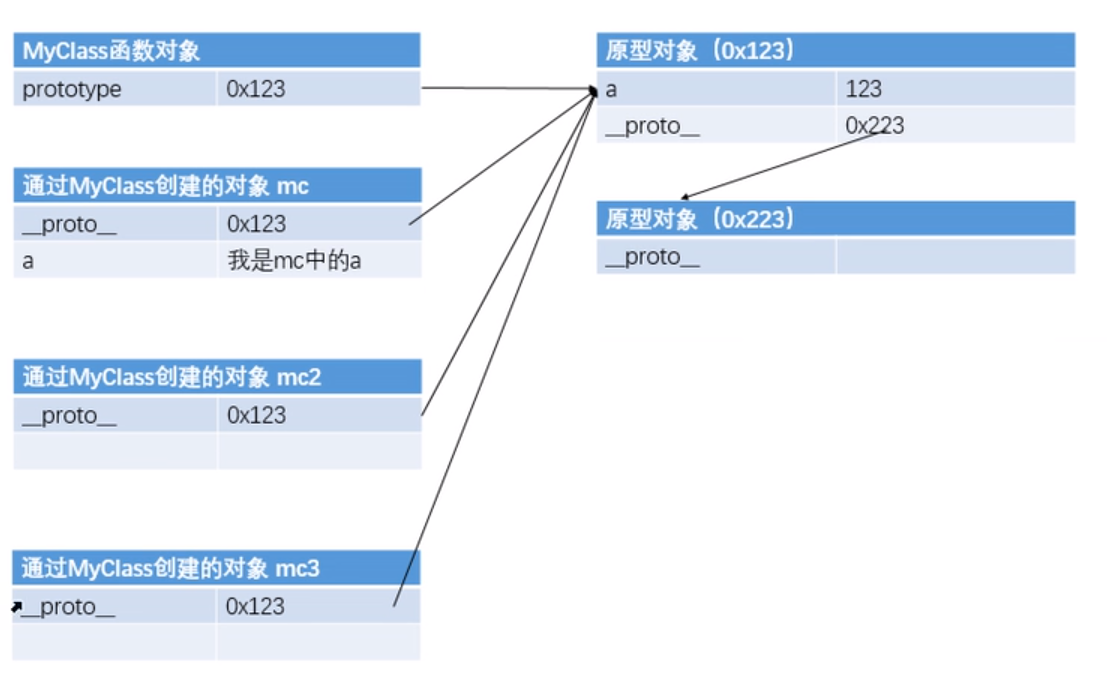 MyClass函数对象
prototype 0x123
通过MyClass创建的对象 mc
__proto__ 0x123
a 我是mc中的a
通过MyClass创建的对象 mc2
__proto__ 0x123
通过MyClass创建的对象 mc3
__proto__ 0x123
原型对象（0x123）
a 123
__proto__ 0x223
原型对象（0x223）
__proto__